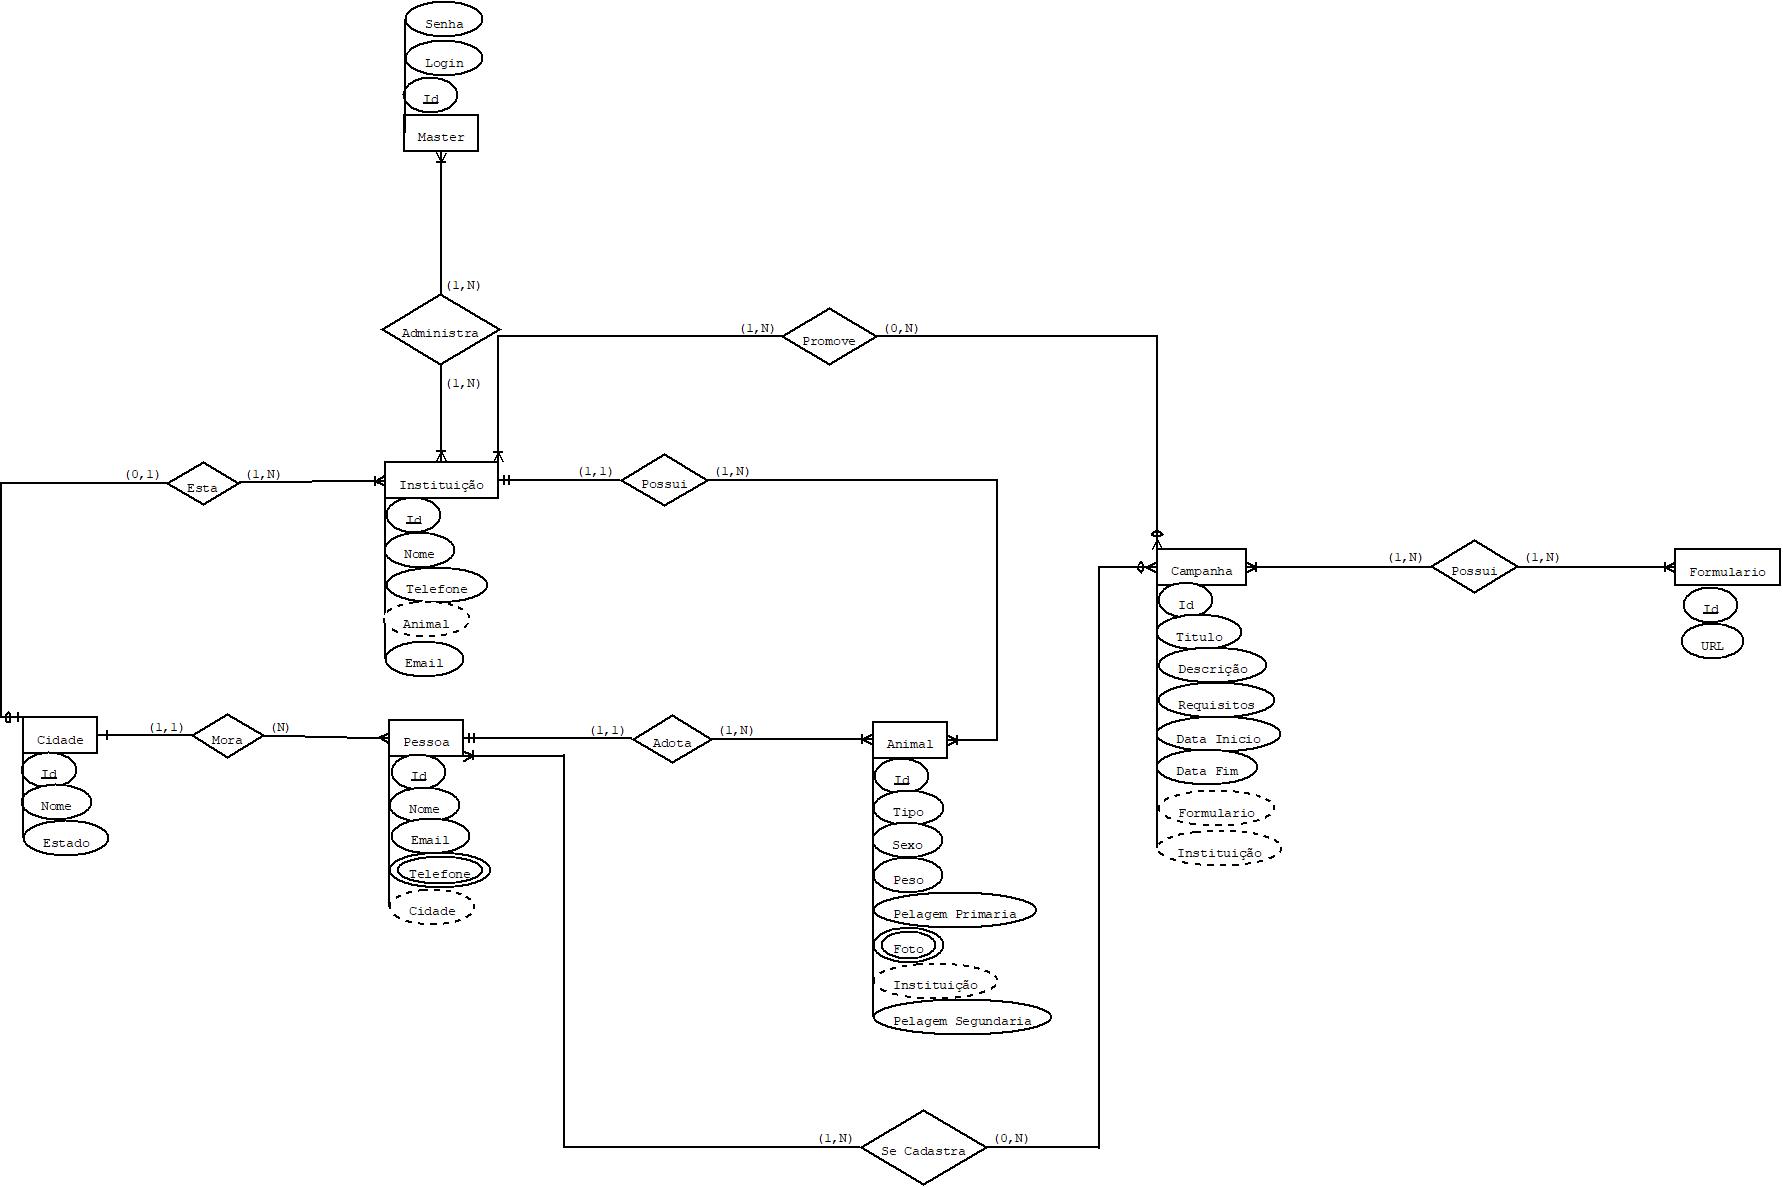 Senha
Login
Id
Master
(1,N)
Administra
(1,N)
(1,N)
Promove
(0,N)
(0,1)
Esta
(1,N)
Instituição
(1,1)
Possui
(1,N)
Id
Nome
Telefone
Animal
Email
Campanha
(1,N)
Possui
(1,N)
Formulario
Id
Titulo
Descrição
Requisitos
Data Inicio
Data Fim
Formulario
Instituição
Id
URL
Cidade
(1,1)
Mora
(N)
Pessoa
(1,1)
Adota
(1,N)
Animal
Id
Nome
Estado
Id
Nome
Email
Telefone
Cidade
Id
Tipo
Sexo
Peso
Pelagem Primaria
Foto
Instituição
Pelagem Segundaria
(1,N)
Se Cadastra
(0,N)